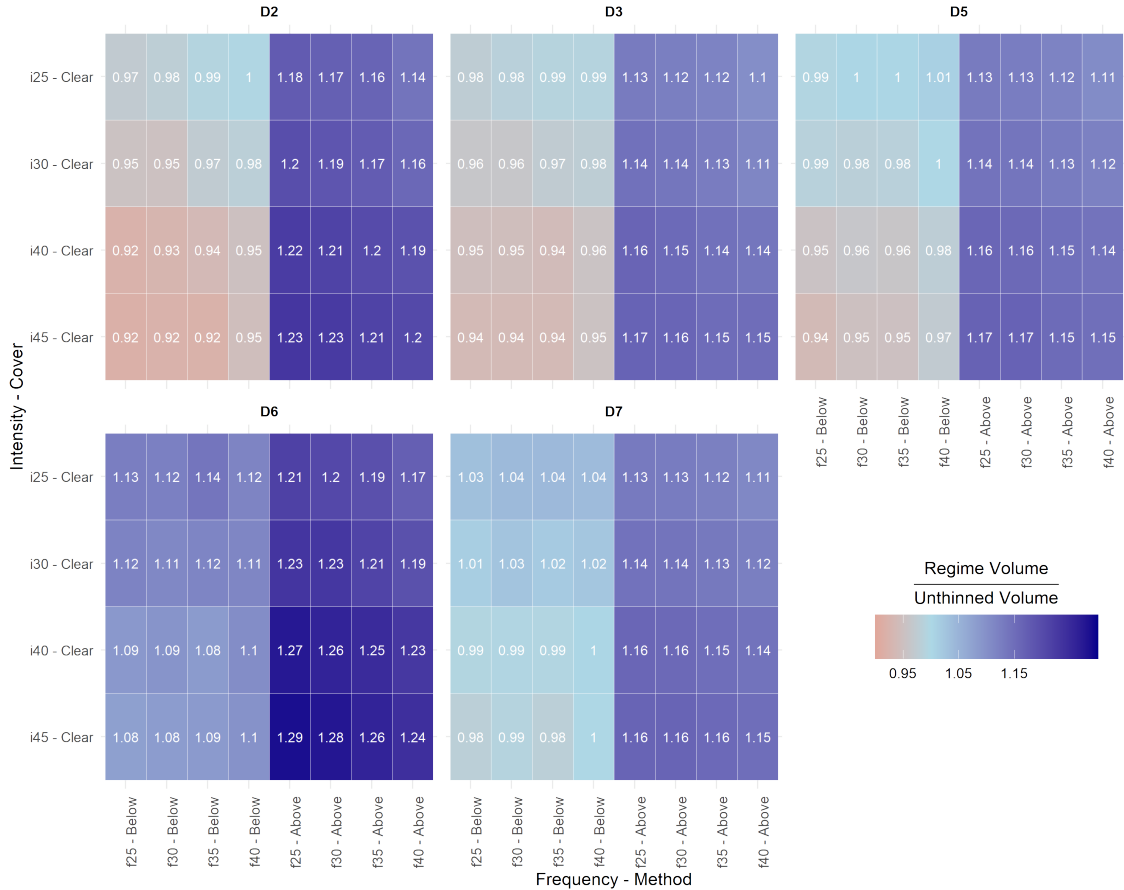 D2 D3 D5
i25 - Clear 0.97 0.98 0.99 1 1.18 1.17 1.16 1.14 0.98 0.98 0.99 0.99 1.13 1.12 1.12 1.1 0.99 1 1 1.01 1.13 1.13 1.12 1.11
i30 - Clear 0.95 0.95 0.97 0.98 1.2 1.19 1.17 1.16 0.96 0.96 0.97 0.98 1.14 1.14 1.13 1.11 0.99 0.98 0.98 1 1.14 1.14 1.13 1.12
i40 - Clear 0.92 0.93 0.94 0.95 1.22 1.21 1.2 1.19 0.95 0.95 0.94 0.96 1.16 1.15 1.14 1.14 0.95 0.96 0.96 0.98 1.16 1.16 1.15 1.14
i45 - Clear 0.92 0.92 0.92 0.95 1.23 1.23 1.21 1.2 0.94 0.94 0.94 0.95 1.17 1.16 1.15 1.15 0.94 0.95 0.95 0.97 1.17 1.17 1.15 1.15
f25 - Below f30 - Below f35 - Below f40 - Below f25 - Above f30 - Above f35 - Above f40 - Above
Intensity - Cover
D6 D7
i25 - Clear 1.13 1.12 1.14 1.12 1.21 1.2 1.19 1.17 1.03 1.04 1.04 1.04 1.13 1.13 1.12 1.11
i30 - Clear 1.12 1.11 1.12 1.11 1.23 1.23 1.21 1.19 1.01 1.03 1.02 1.02 1.14 1.14 1.13 1.12
i40 - Clear 1.09 1.09 1.08 1.1 1.27 1.26 1.25 1.23 0.99 0.99 0.99 1 1.16 1.16 1.15 1.14
i45 - Clear 1.08 1.08 1.09 1.1 1.29 1.28 1.26 1.24 0.98 0.99 0.98 1 1.16 1.16 1.16 1.15
f25 - Below f30 - Below f35 - Below f40 - Below f25 - Above f30 - Above f35 - Above f40 - Above f25 - Below f30 - Below f35 - Below f40 - Below f25 - Above f30 - Above f35 - Above f40 - Above
Frequency - Method
Regime Volume
Unthinned Volume
0.95 1.05 1.15